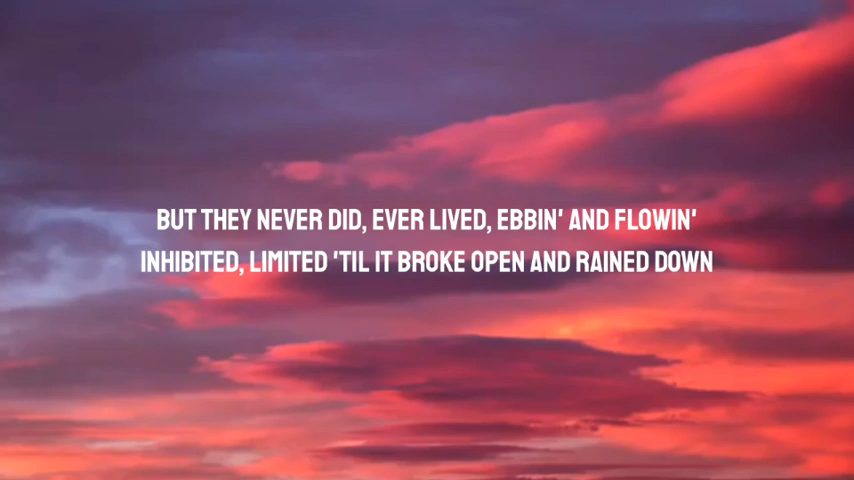 BUT THEY NEVER DID, EVER LIVED, EBBIN' AND FLOWIN'
INHIBITED, LIMITED 'TIL IT BROKE OPEN AND RAINED DOWN